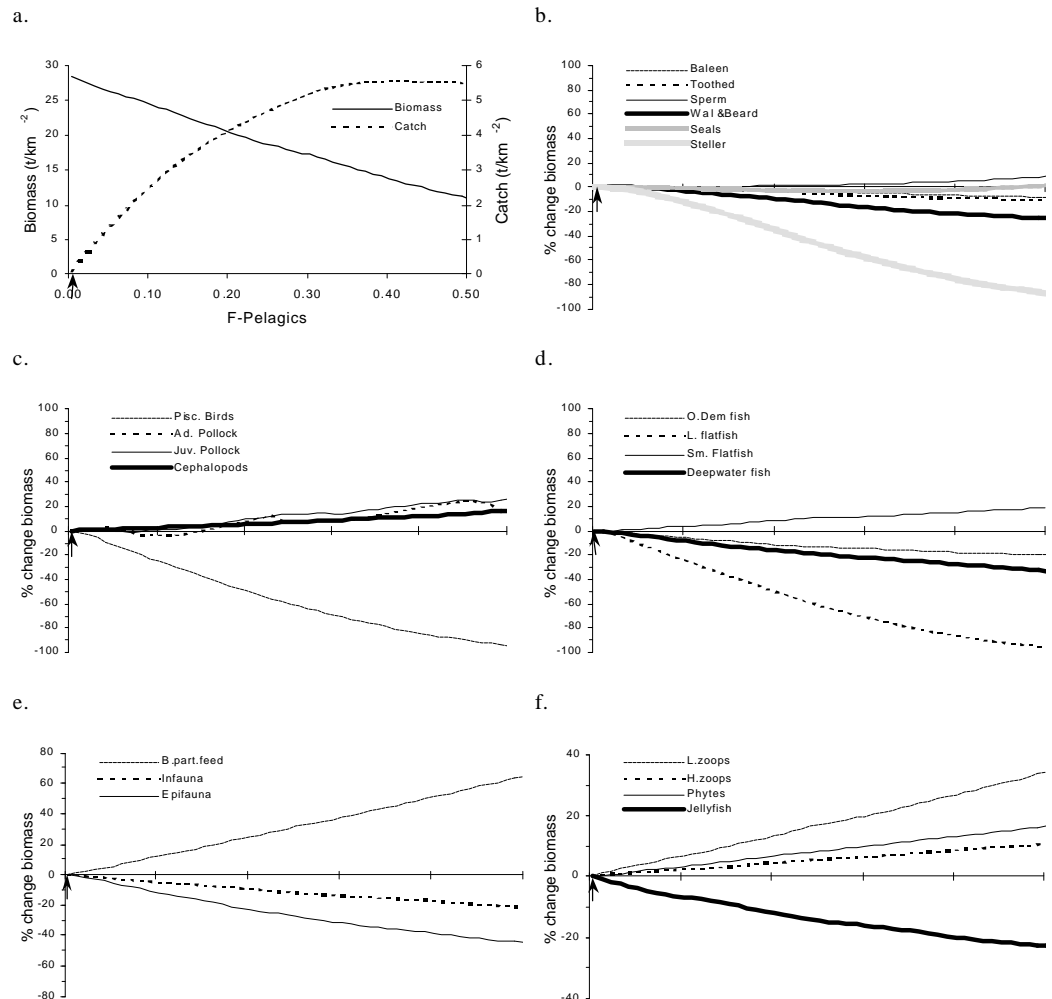 a.
30
25
20
15
10
5
0
Biomass (t/km -2)
Biomass
Catch
6
5
4
3
2
1
0
Catch (t/km -2)
0.00 0.10 0.20 0.30 0.40 0.50
F-Pelagics
b.
100
80
60
40
20
0
-20
-40
-60
-80
-100
% change biomass
Baleen
Toothed
Sperm
Wal &Beard
Seals
Steller
c.
100
80
60
40
20
0
-20
-40
-60
-80
-100
% change biomass
Pisc. Birds
Ad. Pollock
Juv. Pollock
Cephalopods
d.
100
80
60
40
20
0
-20
-40
-60
-80
-100
% change biomass
O.Dem fish
L. flatfish
Sm. Flatfish
Deepwater fish
e.
80
60
40
20
0
-20
-40
-60
-80
% change biomass
B.part.feed
Infauna
Epifauna
f.
40
20
0
-20
-40
% change biomass
L.zoops
H.zoops
Phytes
Jellyfish